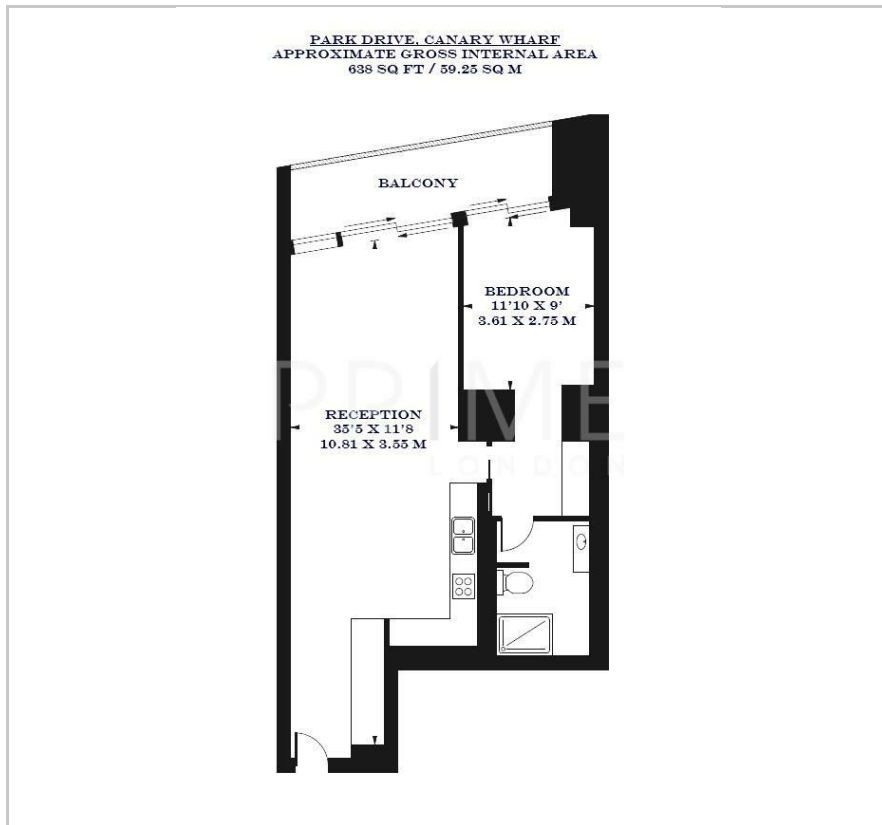 PARK DRIVE, CANARY WHARF
APPROXIMATE GROSS INTERNAL AREA
638 SQ FT / 59.25 SQ M
BALCONY
BEDROOM
11'10 X 9'
3.61 X 2.75 M
PRIME
LONDON
RECEPTION
35'5 X 11'8
10.81 X 3.55 M